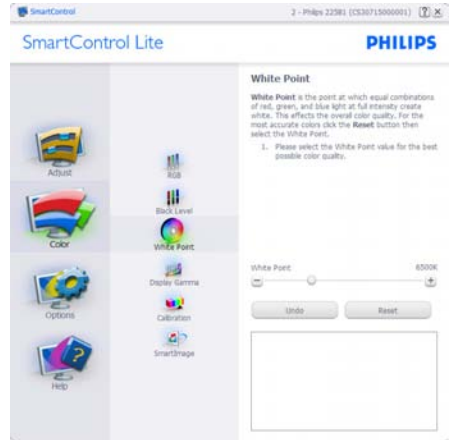 SmartControl
2 - Philips 225B1 (CS30715000001)
SmartControl Lite
PHILIPS
Adjust
Color
Options
Help
RGB
Black Level
White Point
Display Gamma
Calibration
SmartImage
White Point
White Point is the point at which equal combinations
of red, green, and blue light at full intensity create
white. This effects the overall color quality. For the
most accurate colors click the Reset button then
select the White Point.
1. Please select the White Point value for the best
possible color quality.
White Point
6500K
Undo
Reset